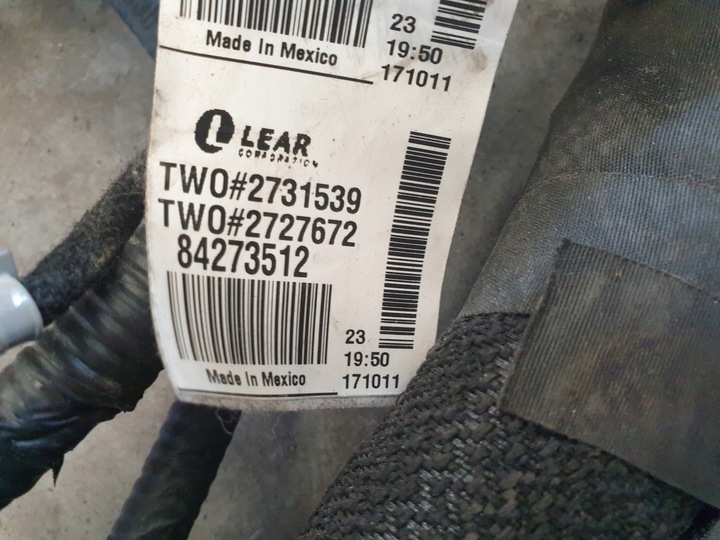 23
Made In Mexico
19:50
171011
LEAR
CORPORATION
TWO#2731539
TWO#2727672
84273512
23
19:50
Made In Mexico
171011